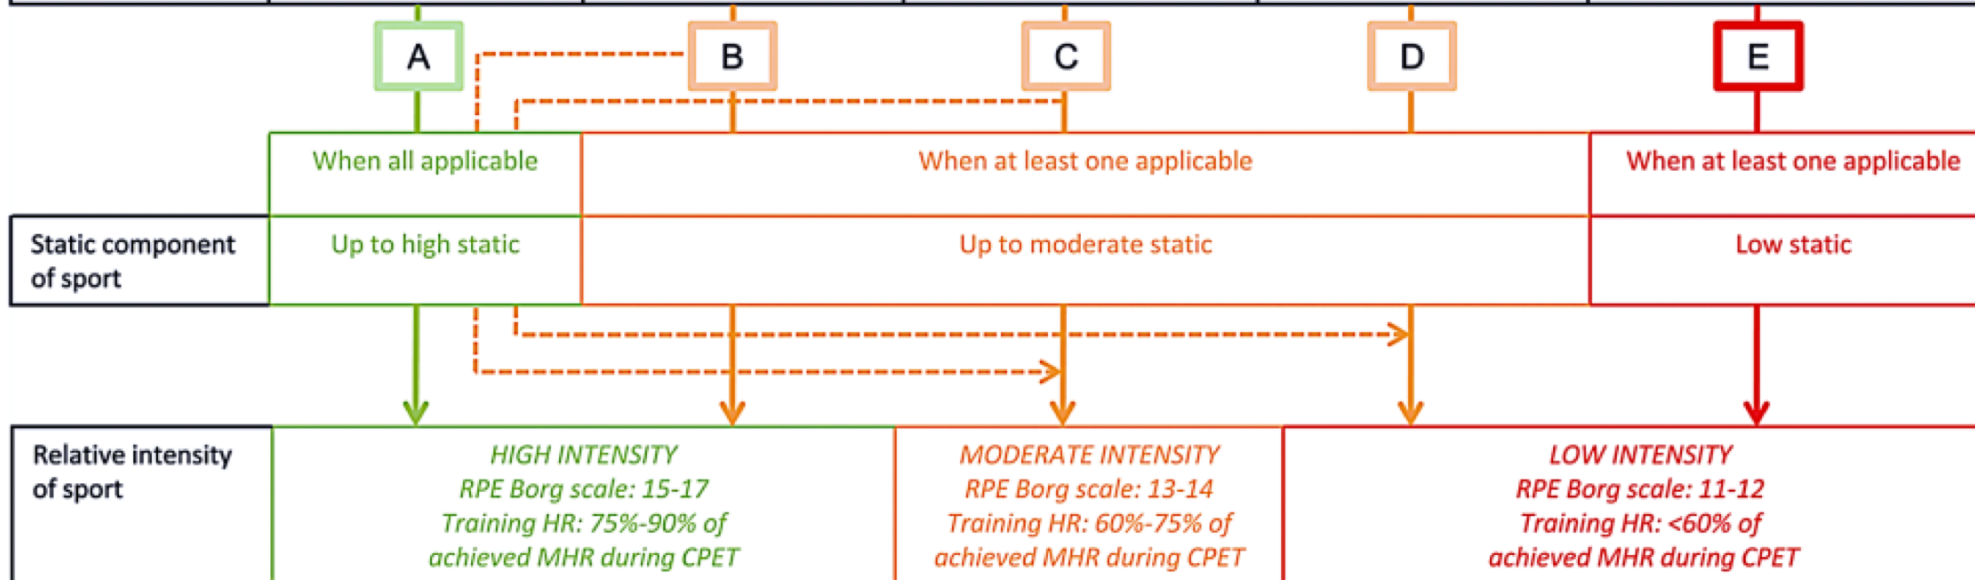 A
B
C
D
E
When all applicable
When at least one applicable
When at least one applicable
Static component
of sport
Up to high static
Up to moderate static
Low static
Relative intensity
of sport
HIGH INTENSITY
RPE Borg scale: 15-17
Training HR: 75%-90% of
achieved MHR during CPET
MODERATE INTENSITY
RPE Borg scale: 13-14
Training HR: 60%-75% of
achieved MHR during CPET
LOW INTENSITY
RPE Borg scale: 11-12
Training HR: <60% of
achieved MHR during CPET